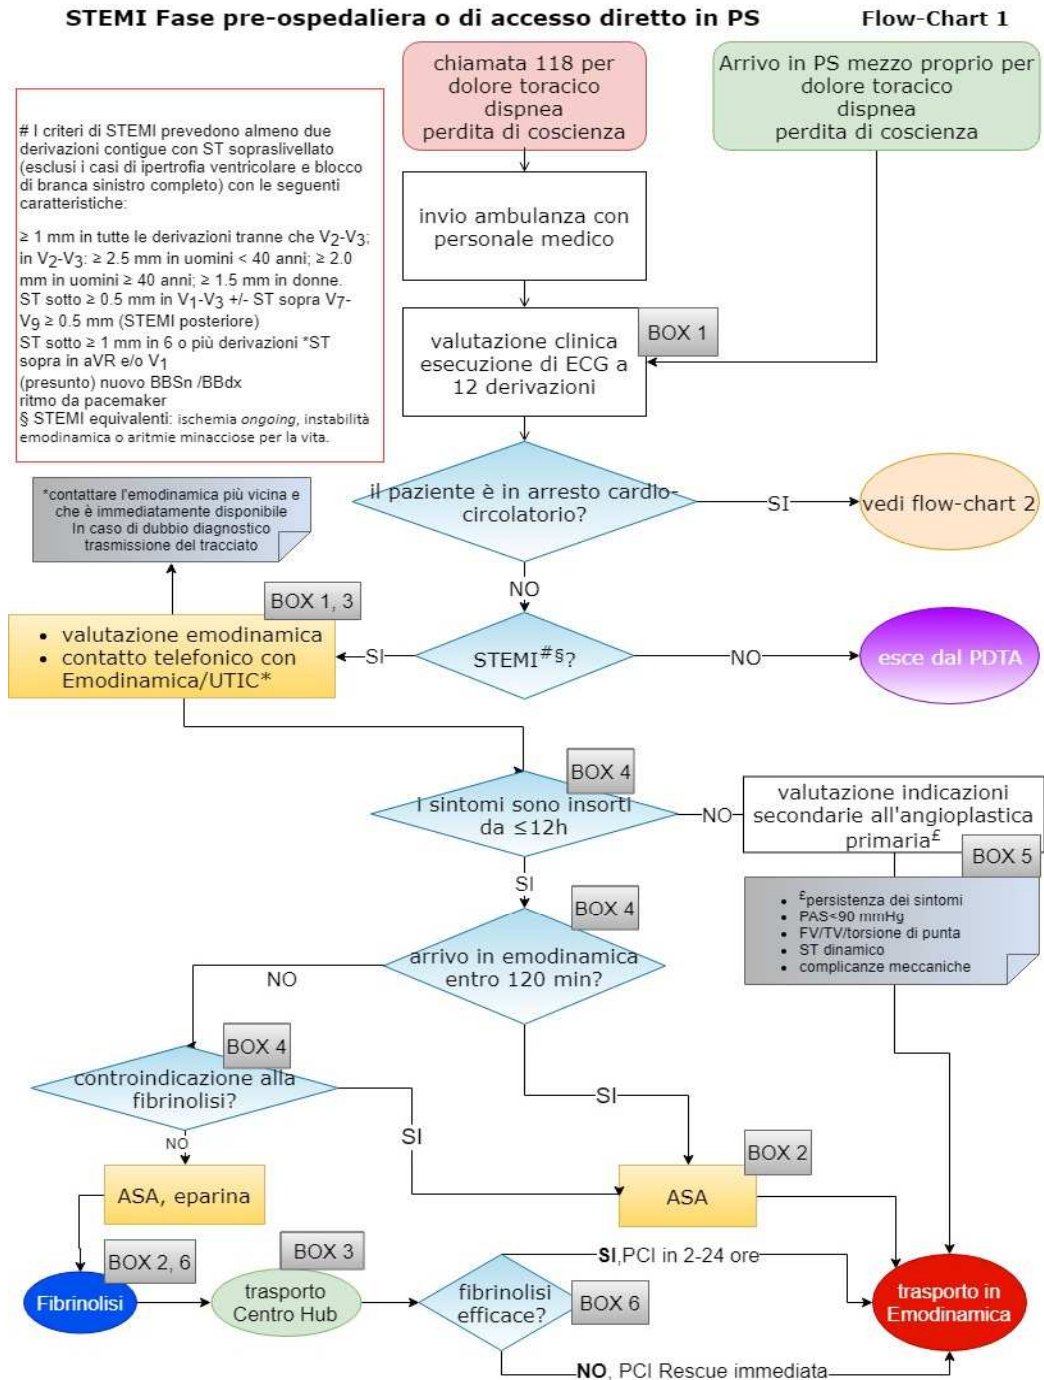 STEMI Fase pre-ospedaliera o di accesso diretto in PS
Flow-Chart 1
chiamata 118 per
dolore toracico
dispnea
perdita di coscienza
Arrivo in PS mezzo proprio per
dolore toracico
dispnea
perdita di coscienza
# I criteri di STEMI prevedono almeno due
derivazioni contigue con ST sopraslivellato
(esclusi i casi di ipertrofia ventricolare e blocco
di branca sinistro completo) con le seguenti
caratteristiche:
≥ 1 mm in tutte le derivazioni tranne che V2-V3;
in V2-V3: ≥ 2.5 mm in uomini < 40 anni; ≥ 2.0
mm in uomini ≥ 40 anni; ≥ 1.5 mm in donne.
ST sotto ≥ 0.5 mm in V1-V3 +/- ST sopra V7-
V9 ≥ 0.5 mm (STEMI posteriore)
ST sotto ≥ 1 mm in 6 o più derivazioni *ST
sopra in aVR e/o V1
(presunto) nuovo BBSn /BBdx
ritmo da pacemaker
§ STEMI equivalenti: ischemia ongoing, instabilità
emodinamica o aritmie minacciose per la vita.
invio ambulanza con
personale medico
BOX 1
valutazione clinica
esecuzione di ECG a
12 derivazioni
il paziente è in arresto cardio-
circolatorio?
SI
vedi flow-chart 2
*contattare l'emodinamica più vicina e
che è immediatamente disponibile
In caso di dubbio diagnostico
trasmissione del tracciato
NO
BOX 1, 3
• valutazione emodinamica
• contatto telefonico con
Emodinamica/UTIC*
SI
STEMI#§?
NO
esce dal PDTA
BOX 4
i sintomi sono insorti
da ≤12h
NO
valutazione indicazioni
secondarie all'angioplastica
primaria£
BOX 5
SI
• £persistenza dei sintomi
• PAS<90 mmHg
• FV/TV/torsione di punta
• ST dinamico
• complicanze meccaniche
BOX 4
arrivo in emodinamica
entro 120 min?
NO
BOX 4
controindicazione alla
fibrinolisi?
SI
SI
NO
BOX 2
ASA, eparina
ASA
BOX 2, 6
Fibrinolisi
BOX 3
trasporto
Centro Hub
fibrinolisi
efficace?
BOX 6
SI,PCI in 2-24 ore
trasporto in
Emodinamica
NO, PCI Rescue immediata